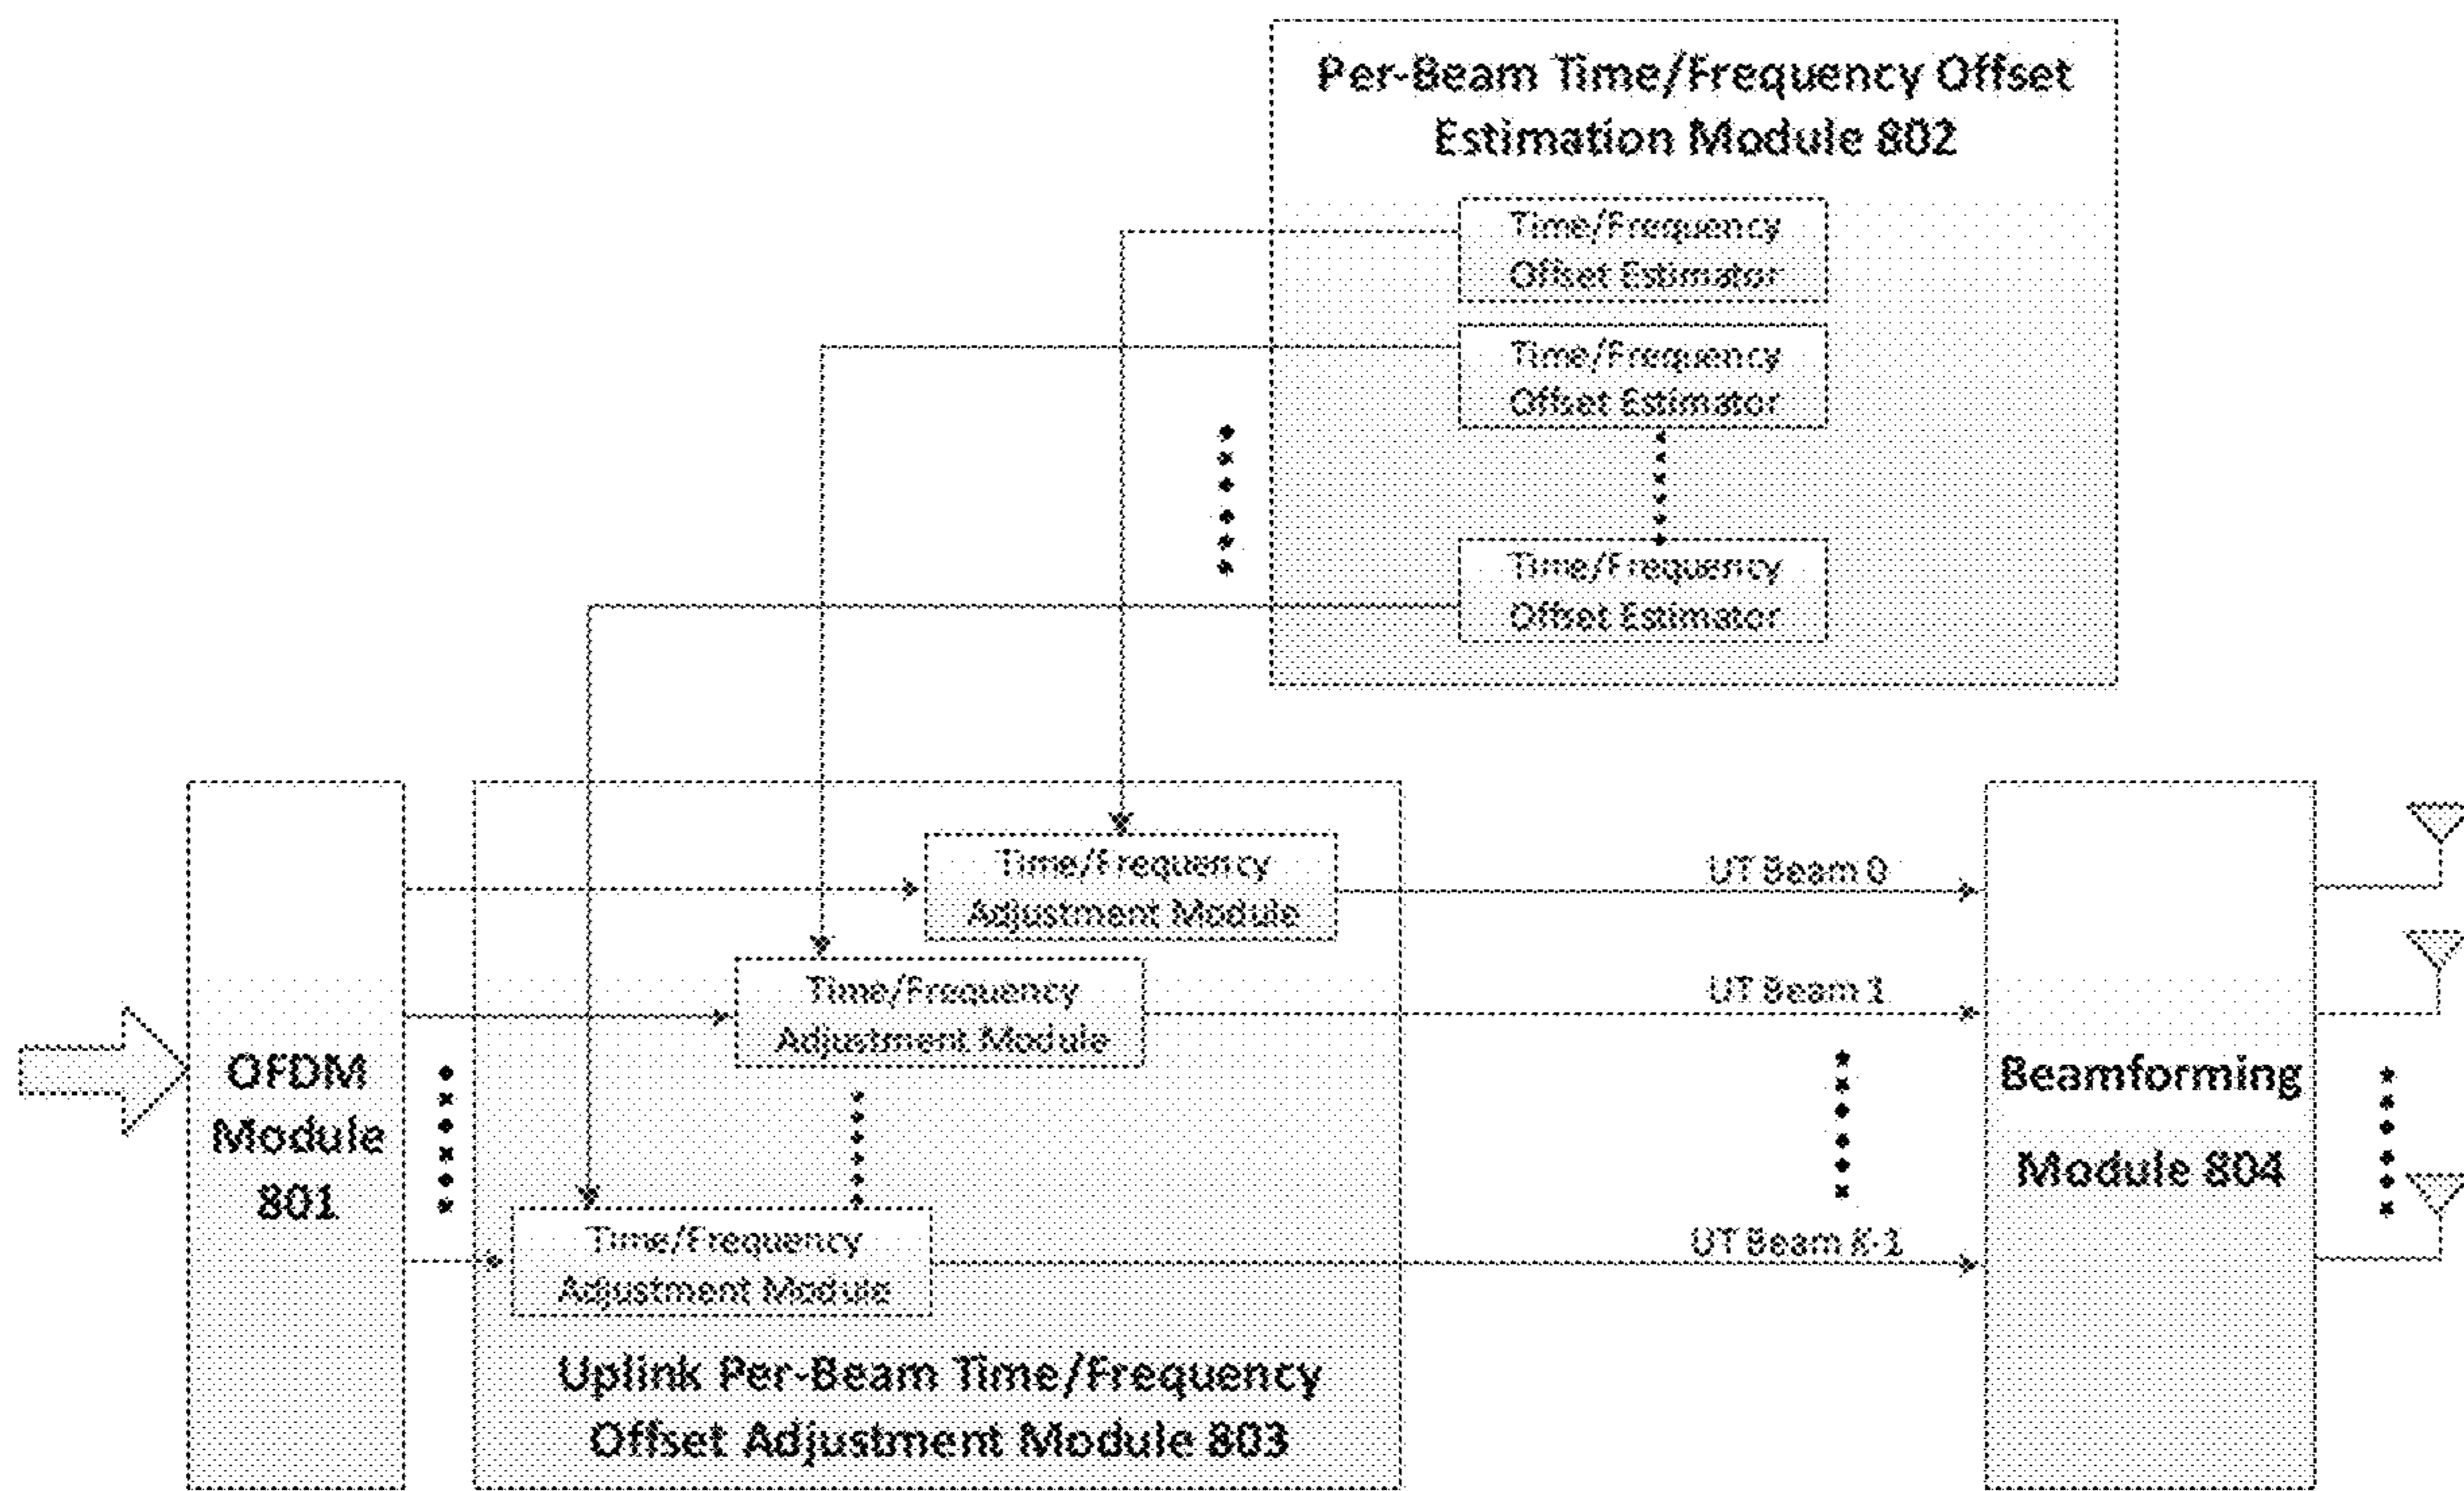 Per-Beam Time/Frequency Offset
Estimation Module 802
Time/Frequency
Offset Estimator
Time/Frequency
Offset Estimator
Time/Frequency
Offset Estimator
Time/Frequency
Adjustment Module
UT Beam 0
Time/Frequency
Adjustment Module
UT Beam 1
OFDM
Module
801
Beamforming
Module 804
Time/Frequency
Adjustment Module
UT Beam K-1
Uplink Per-Beam Time/Frequency
Offset Adjustment Module 803